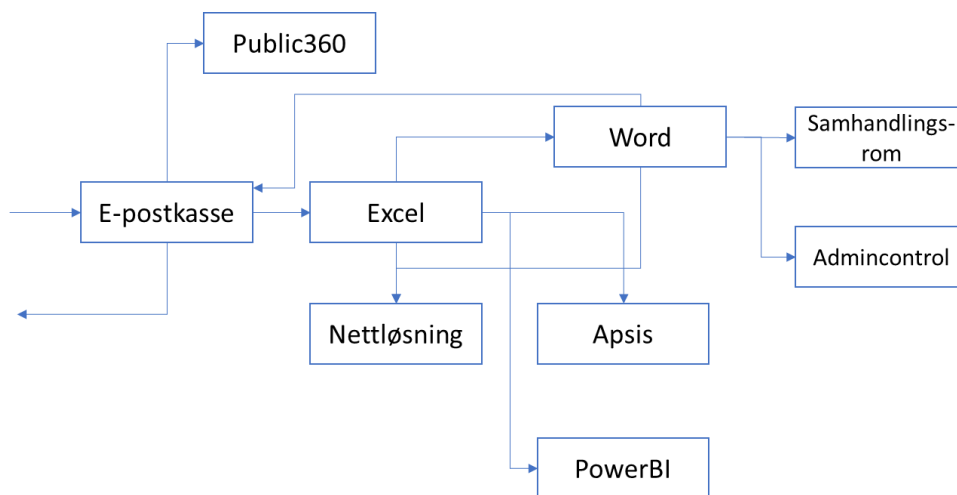 Public360
Word
Samhandlings-
rom
E-postkasse
Excel
Admincontrol
Nettløsning
Apsis
PowerBI